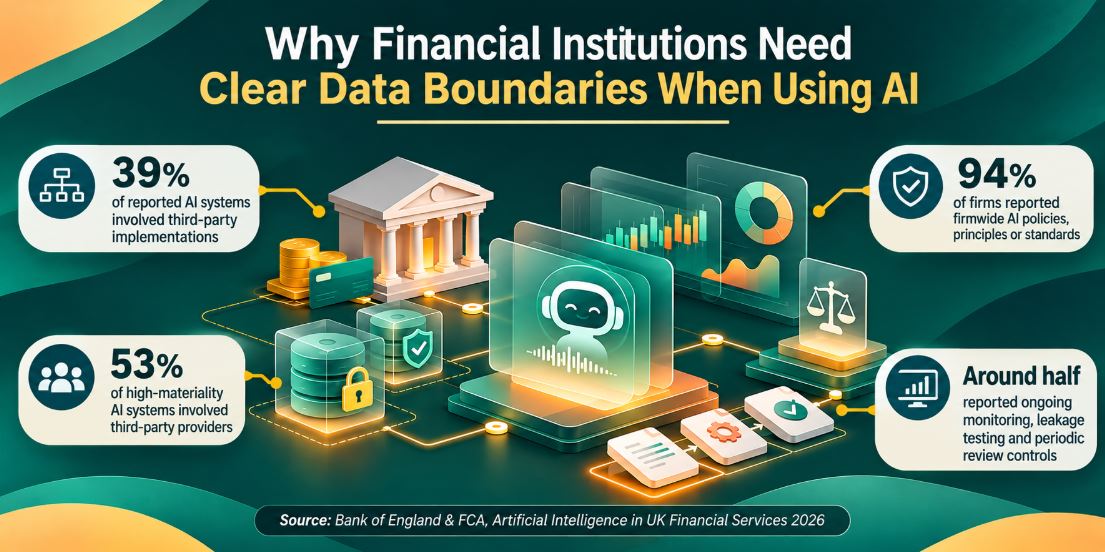 Why Financial Institutions Need
Clear Data Boundaries When Using AI
39%
of reported AI systems
involved third-party
implementations
94%
of firms reported
firmwide AI policies,
principles or standards
53%
of high-materiality
AI systems involved
third-party providers
Around half
reported ongoing
monitoring, leakage
testing and periodic
review controls
Source: Bank of England & FCA, Artificial Intelligence in UK Financial Services 2026